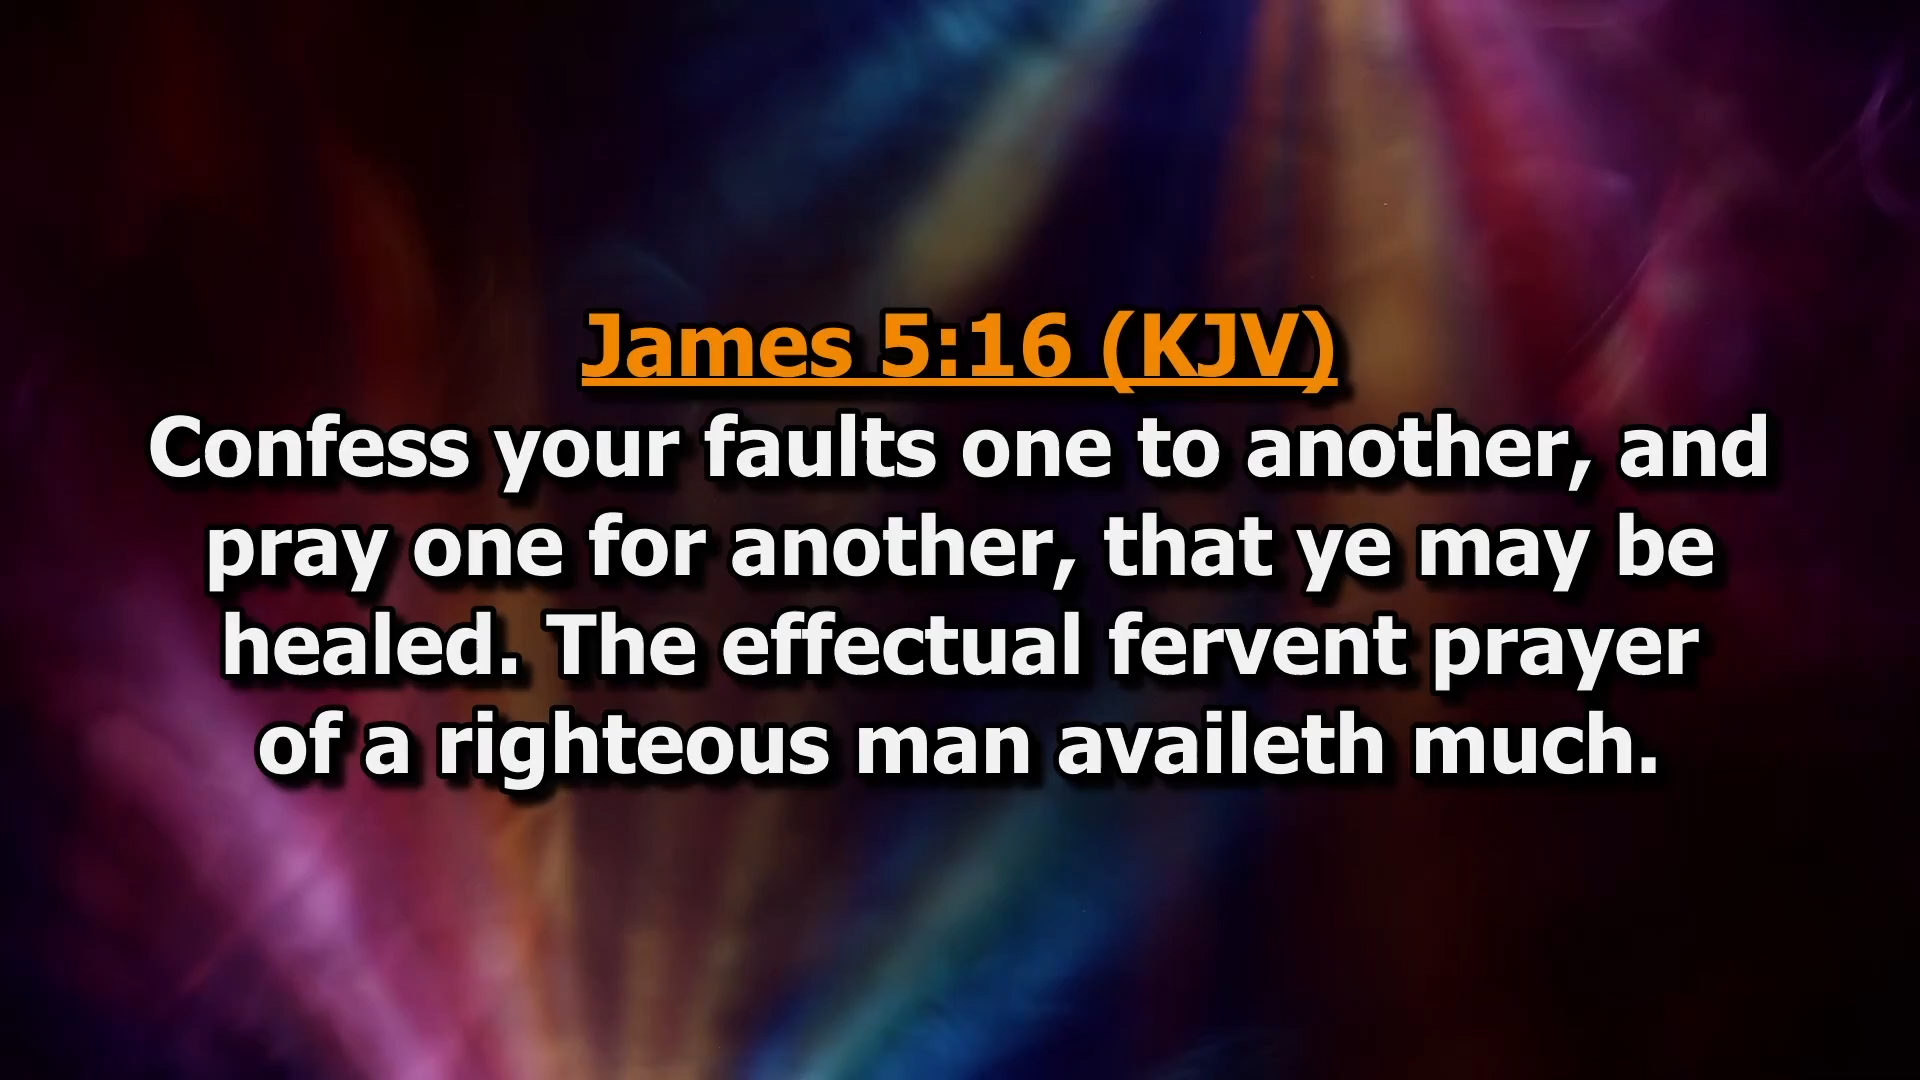 James 5:16 (KJV)
Confess your faults one to another, and
pray one for another, that ye may be
healed. The effectual fervent prayer
of a righteous man availeth much.